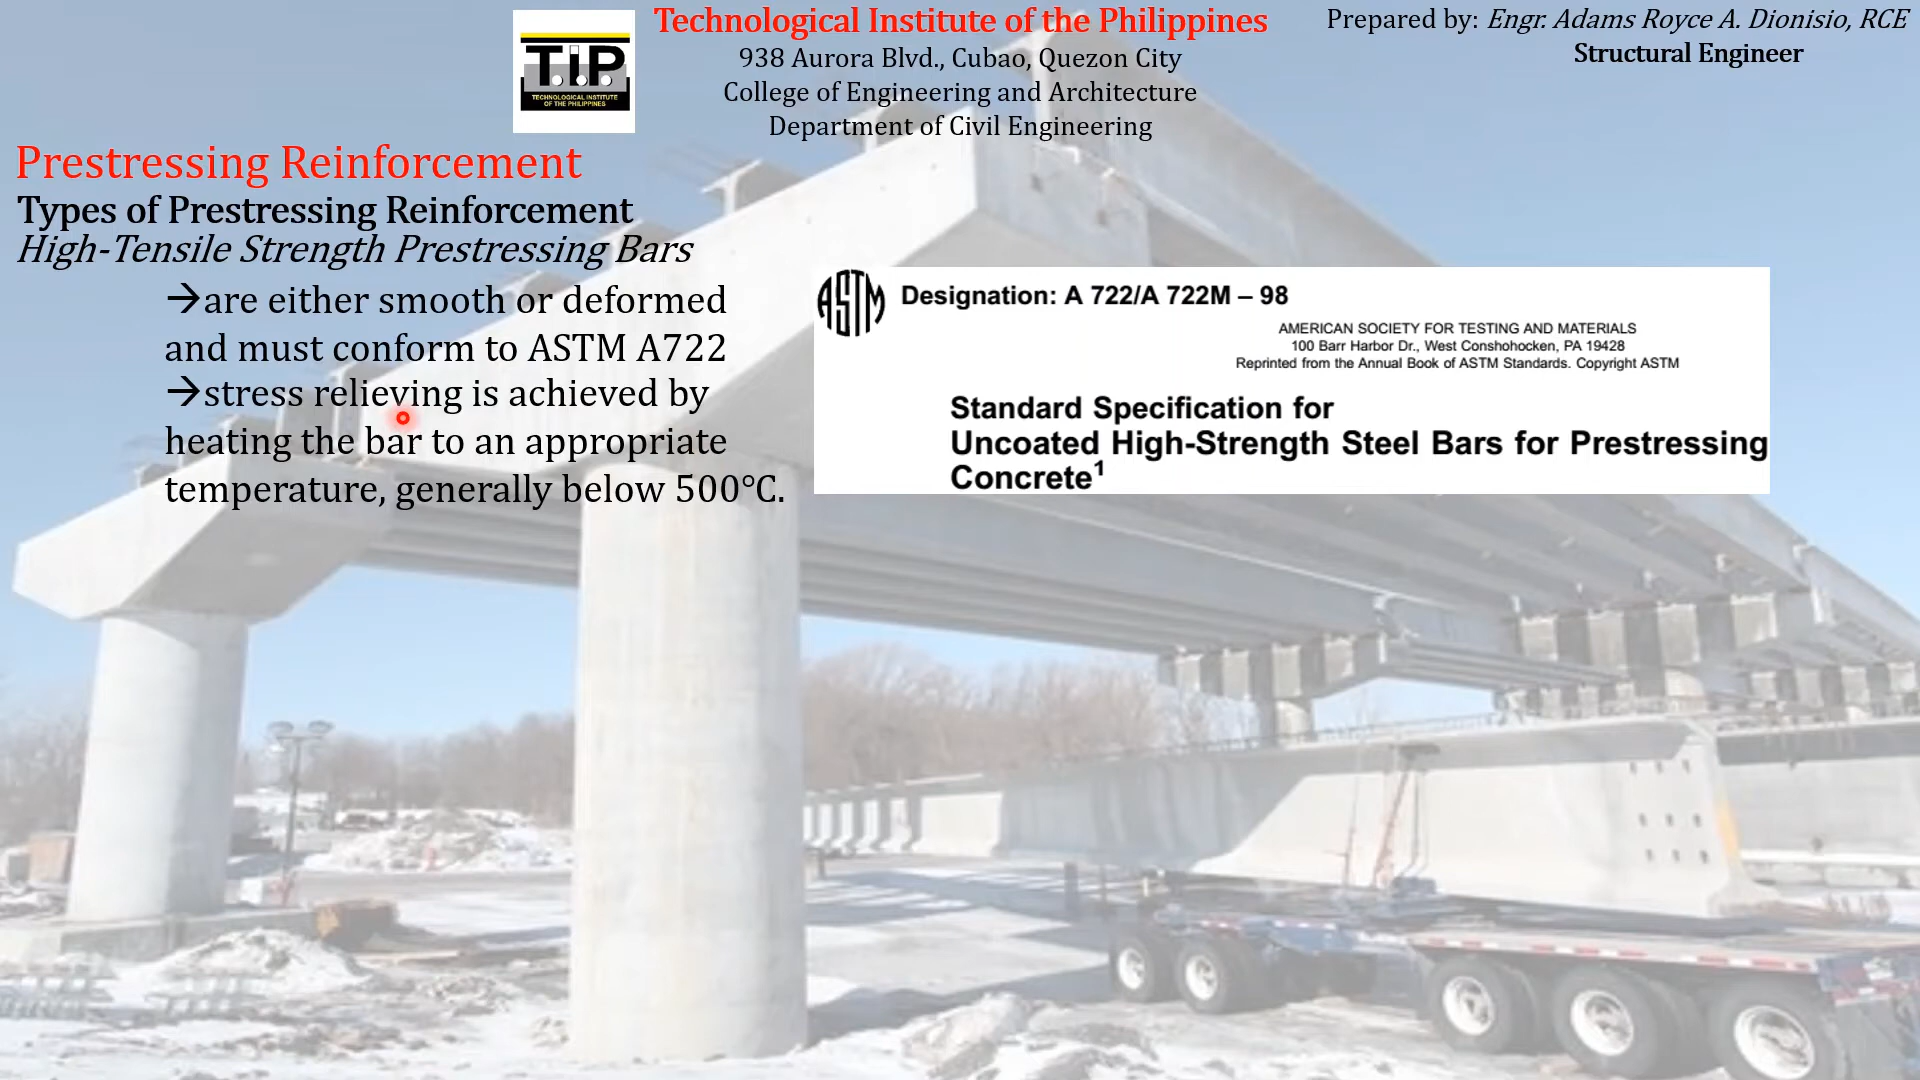 T.I.P
TECHNOLOGICAL INSTITUTE
OF THE PHILIPPINES
Technological Institute of the Philippines
938 Aurora Blvd., Cubao, Quezon City
College of Engineering and Architecture
Department of Civil Engineering
Prepared by: Engr. Adams Royce A. Dionisio, RCE
Structural Engineer
Prestressing Reinforcement
Types of Prestressing Reinforcement
High-Tensile Strength Prestressing Bars
→are either smooth or deformed
and must conform to ASTM A722
→stress relieving is achieved by
heating the bar to an appropriate
temperature, generally below 500°C.
ASTM
Designation: A 722/A 722M – 98
AMERICAN SOCIETY FOR TESTING AND MATERIALS
100 Barr Harbor Dr., West Conshohocken, PA 19428
Reprinted from the Annual Book of ASTM Standards. Copyright ASTM
Standard Specification for
Uncoated High-Strength Steel Bars for Prestressing
Concrete¹